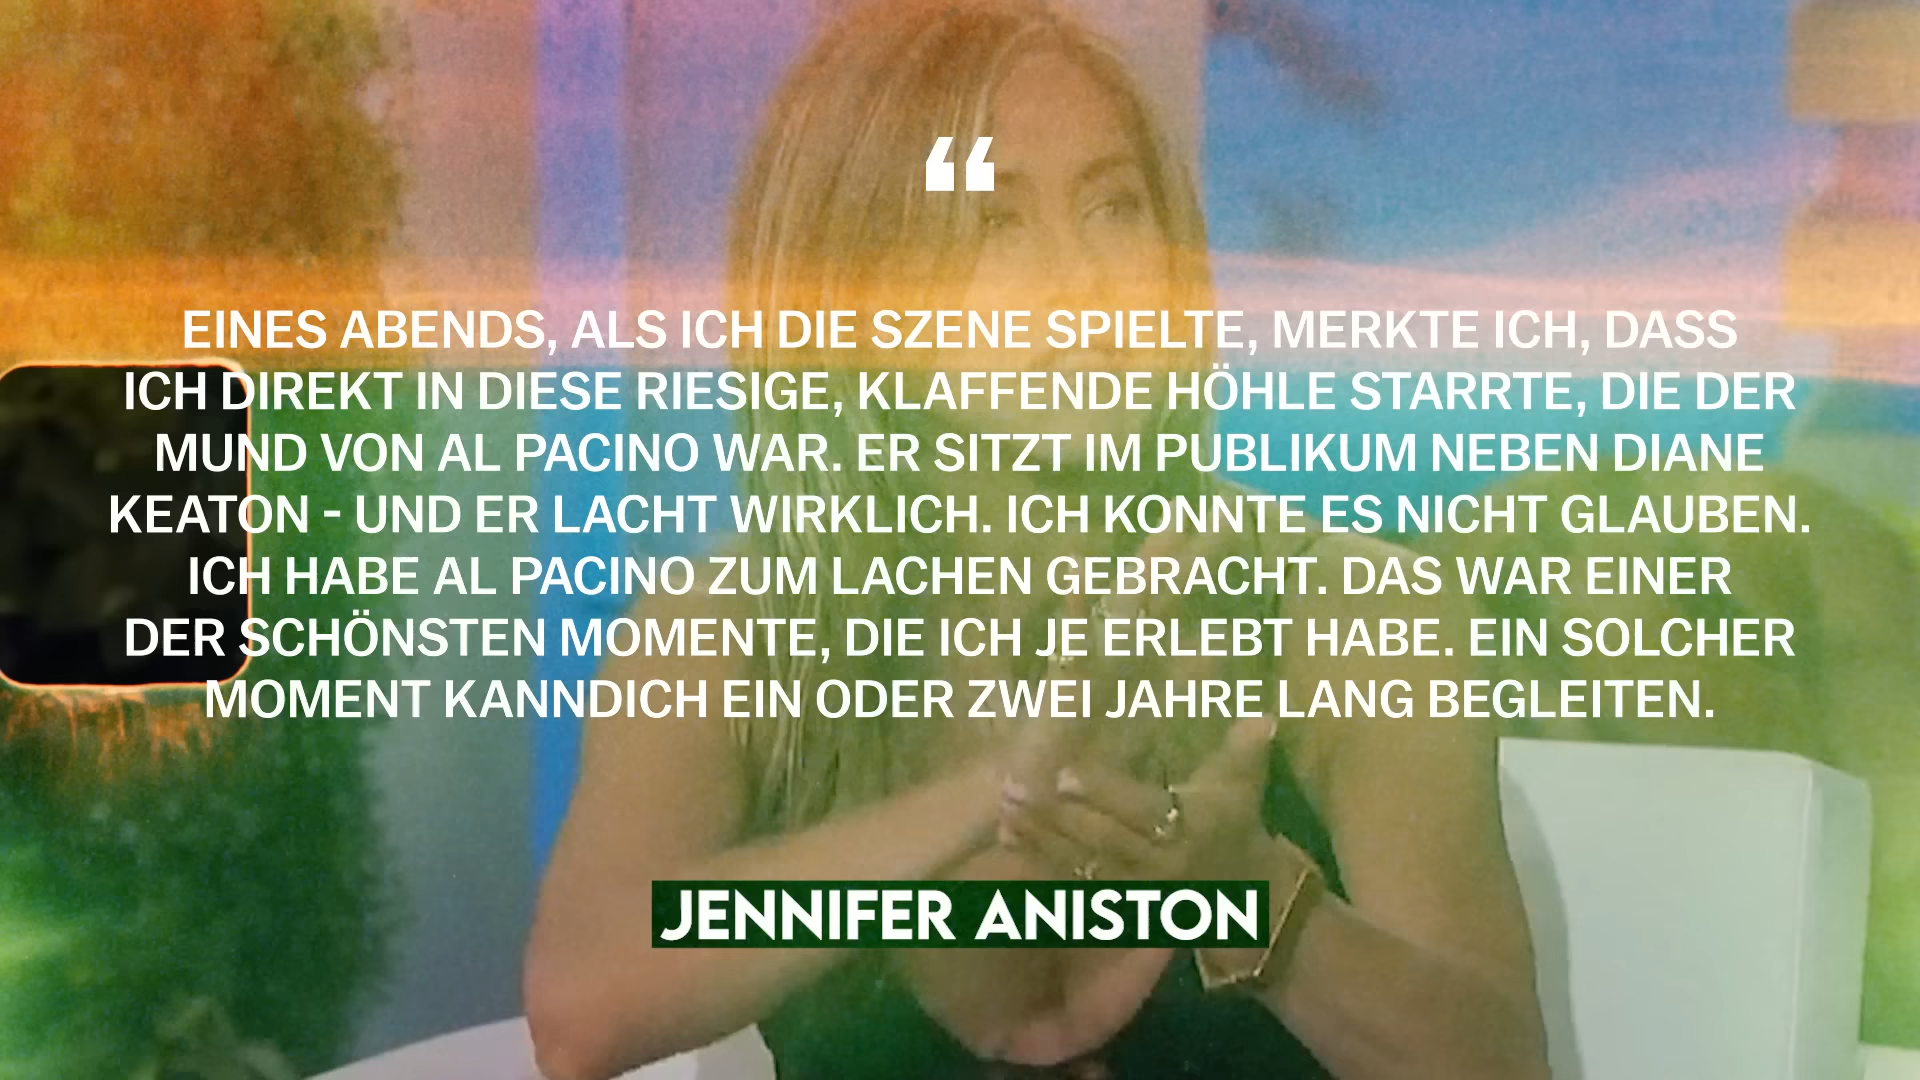 “
EINES ABENDS, ALS ICH DIE SZENE SPIELTE, MERKTE ICH, DASS
ICH DIREKT IN DIESE RIESIGE, KLAFFENDE HÖHLE STARRTE, DIE DER
MUND VON AL PACINO WAR. ER SITZT IM PUBLIKUM NEBEN DIANE
KEATON - UND ER LACHT WIRKLICH. ICH KONNTE ES NICHT GLAUBEN.
ICH HABE AL PACINO ZUM LACHEN GEBRACHT. DAS WAR EINER
DER SCHÖNSTEN MOMENTE, DIE ICH JE ERLEBT HABE. EIN SOLCHER
MOMENT KANNDICH EIN ODER ZWEI JAHRE LANG BEGLEITEN.
JENNIFER ANISTON